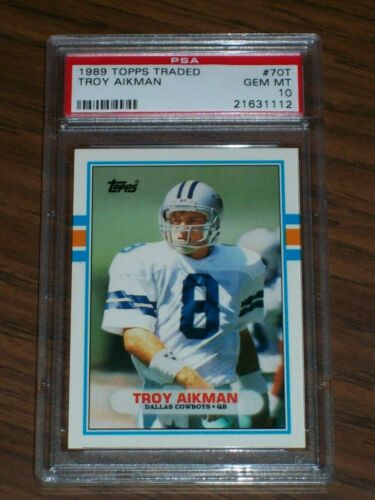 PSA
1989 TOPPS TRADED #70T
TROY AIKMAN GEM MT
10
21631112
Topps
8
TROY AIKMAN
DALLAS COWBOYS • QB